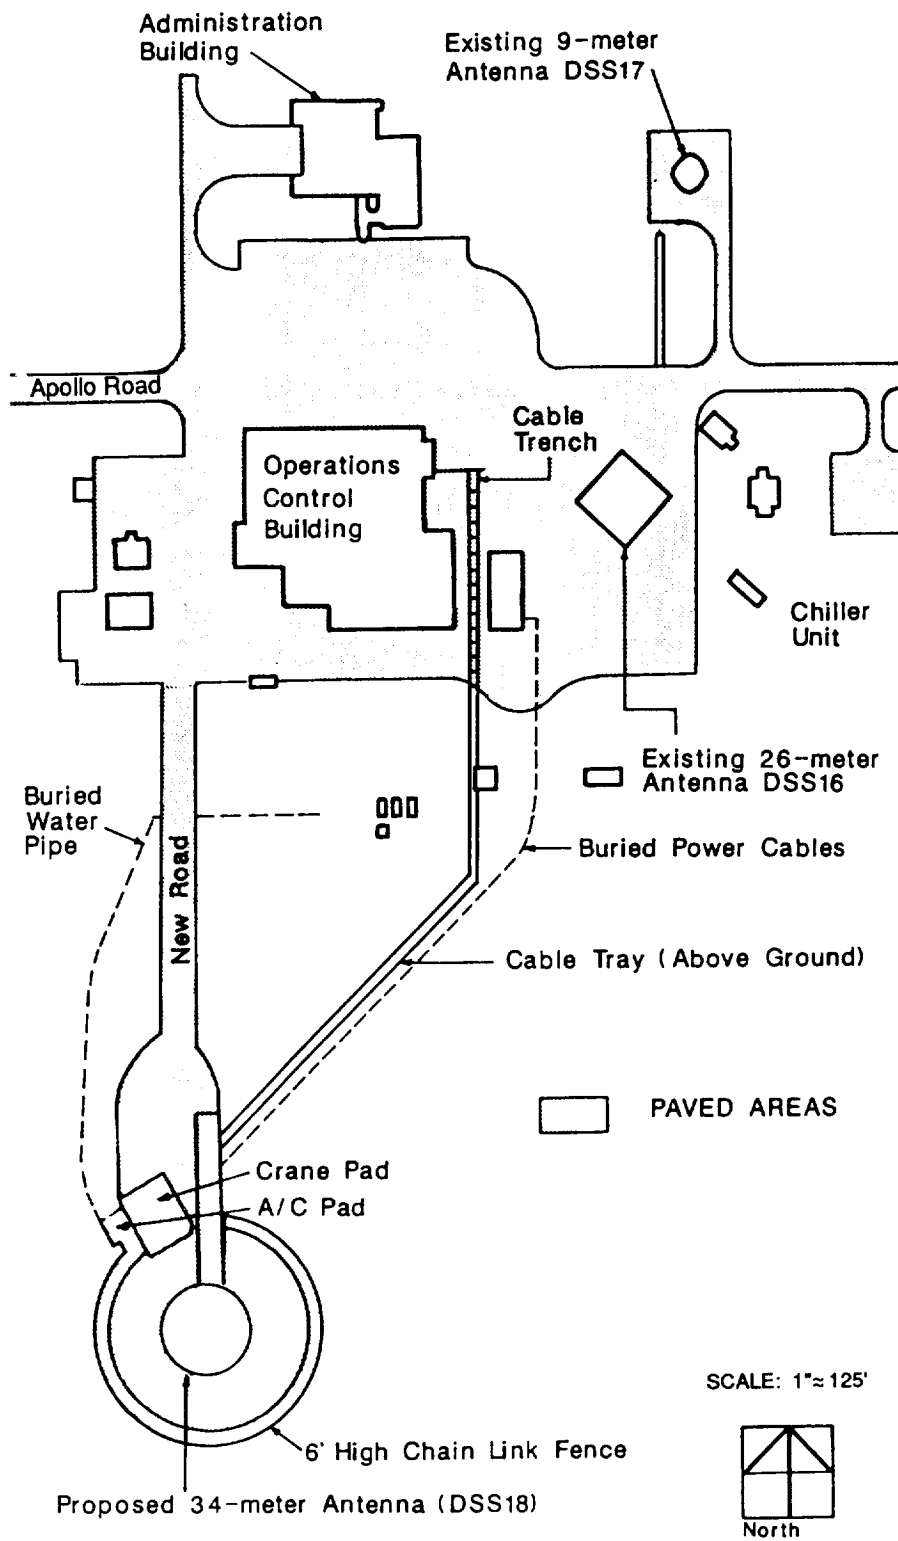 Administration
Building
Existing 9-meter
Antenna DSS17
Apollo Road
Cable
Trench
Operations
Control
Building
Chiller
Unit
Existing 26-meter
Antenna DSS16
Buried
Water
Pipe
New Road
Buried Power Cables
Cable Tray (Above Ground)
PAVED AREAS
Crane Pad
A/C Pad
SCALE: 1"≈125'
6' High Chain Link Fence
Proposed 34-meter Antenna (DSS18)
North